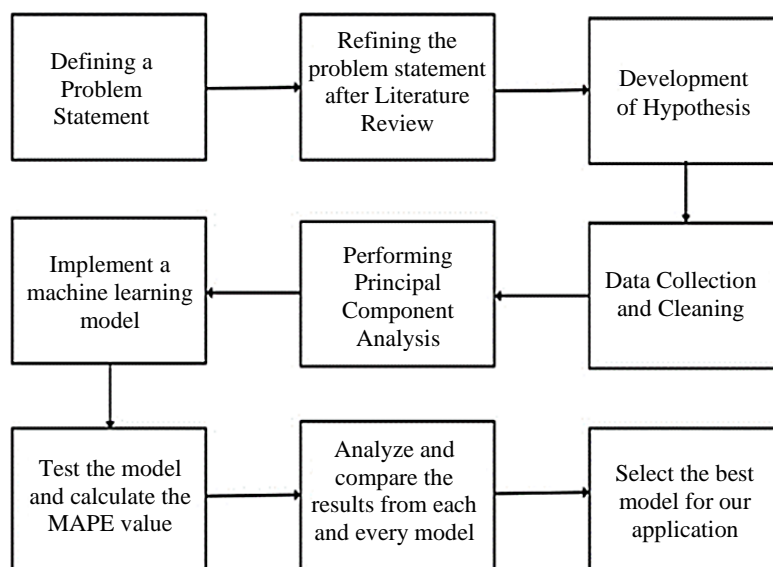 Defining a
Problem
Statement
Refining the
problem statement
after Literature
Review
Development
of Hypothesis
Data Collection
and Cleaning
Performing
Principal
Component
Analysis
Implement a
machine learning
model
Test the model
and calculate the
MAPE value
Analyze and
compare the
results from each
and every model
Select the best
model for our
application